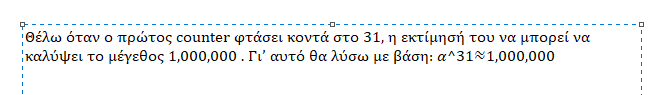 Θέλω όταν ο πρώτος counter φτάσει κοντά στο 31, η εκτίμησή του να μπορεί να
καλύψει το μέγεθος 1,000,000 . Γι’ αυτό θα λύσω με βάση: α^31≈1,000,000